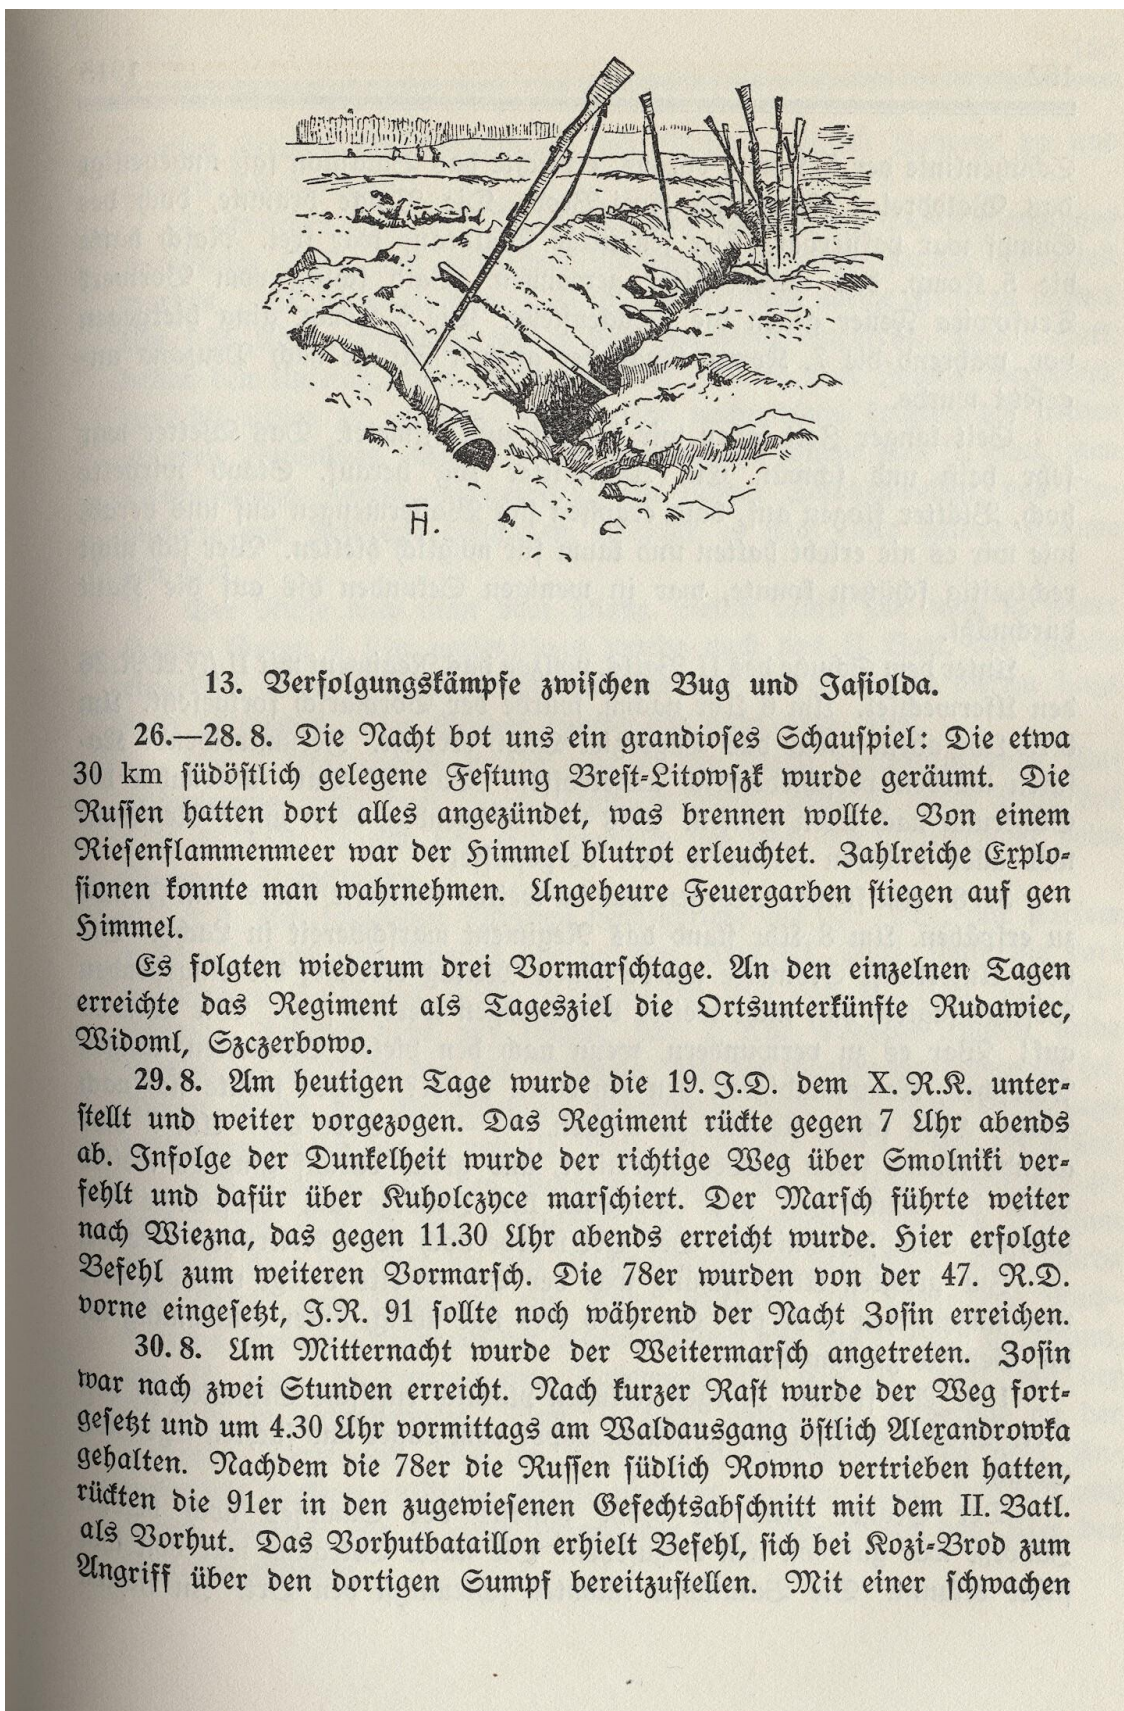 H.
13. Verfolgungskämpfe zwischen Bug und Jasiolda.
26.—28. 8. Die Nacht bot uns ein grandioses Schauspiel: Die etwa
30 km südöstlich gelegene Festung Brest-Litowszk wurde geräumt. Die
Russen hatten dort alles angezündet, was brennen wollte. Von einem
Riesenflammenmeer war der Himmel blutrot erleuchtet. Zahlreiche Explo-
sionen konnte man wahrnehmen. Ungeheure Feuergarben stiegen auf gen
Himmel.
Es folgten wiederum drei Vormarschtage. An den einzelnen Tagen
erreichte das Regiment als Tagesziel die Ortsunterkünfte Rudawiec,
Widoml, Szczerbowo.
29. 8. Am heutigen Tage wurde die 19. J.D. dem X. R.K. unter-
stellt und weiter vorgezogen. Das Regiment rückte gegen 7 Uhr abends
ab. Infolge der Dunkelheit wurde der richtige Weg über Smolniki ver-
fehlt und dafür über Kuholczyce marschiert. Der Marsch führte weiter
nach Wiezna, das gegen 11.30 Uhr abends erreicht wurde. Hier erfolgte
Befehl zum weiteren Vormarsch. Die 78er wurden von der 47. R.D.
vorne eingesetzt, J.R. 91 sollte noch während der Nacht Zosin erreichen.
30. 8. Um Mitternacht wurde der Weitermarsch angetreten. Zosin
war nach zwei Stunden erreicht. Nach kurzer Rast wurde der Weg fort-
gesetzt und um 4.30 Uhr vormittags am Waldausgang östlich Alexandrowka
gehalten. Nachdem die 78er die Russen südlich Rowno vertrieben hatten,
rückten die 91er in den zugewiesenen Gefechtsabschnitt mit dem II. Batl.
als Vorhut. Das Vorhutbataillon erhielt Befehl, sich bei Kozi-Brod zum
Angriff über den dortigen Sumpf bereitzustellen. Mit einer schwachen